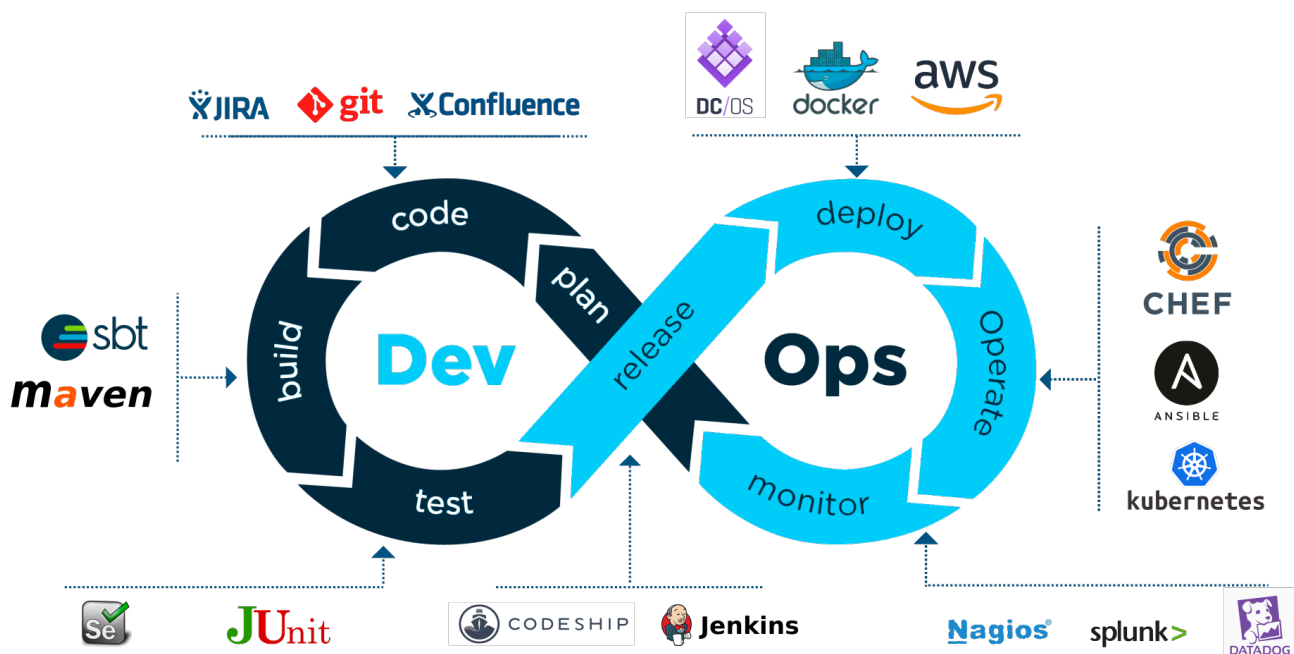 DC/OS
docker
aws
JIRA
git
Confluence
code
deploy
plan
release
Operate
build
Dev
Ops
test
monitor
sbt
maven
CHEF
ANSIBLE
kubernetes
Se
JUnit
CODESHIP
Jenkins
Nagios®
splunk>
DATADOG